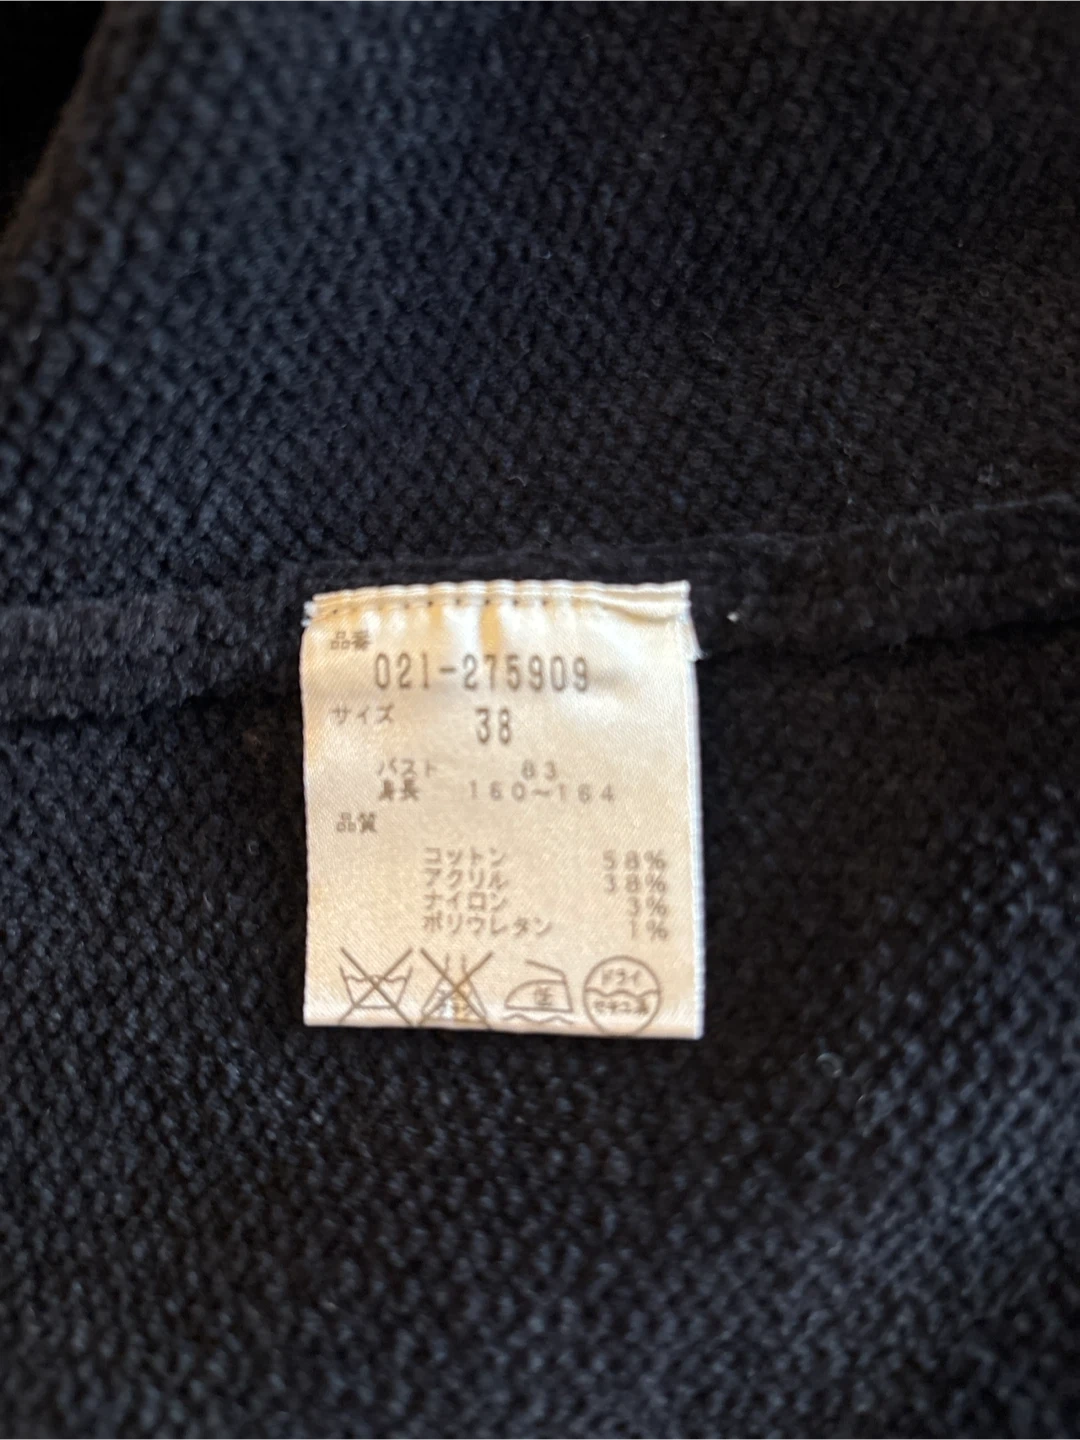 品番
021-275909
サイズ 38
バスト 83
身長 160~164
品質
コットン 58%
アクリル 38%
ナイロン 3%
ポリウレタン 1%
ドライ